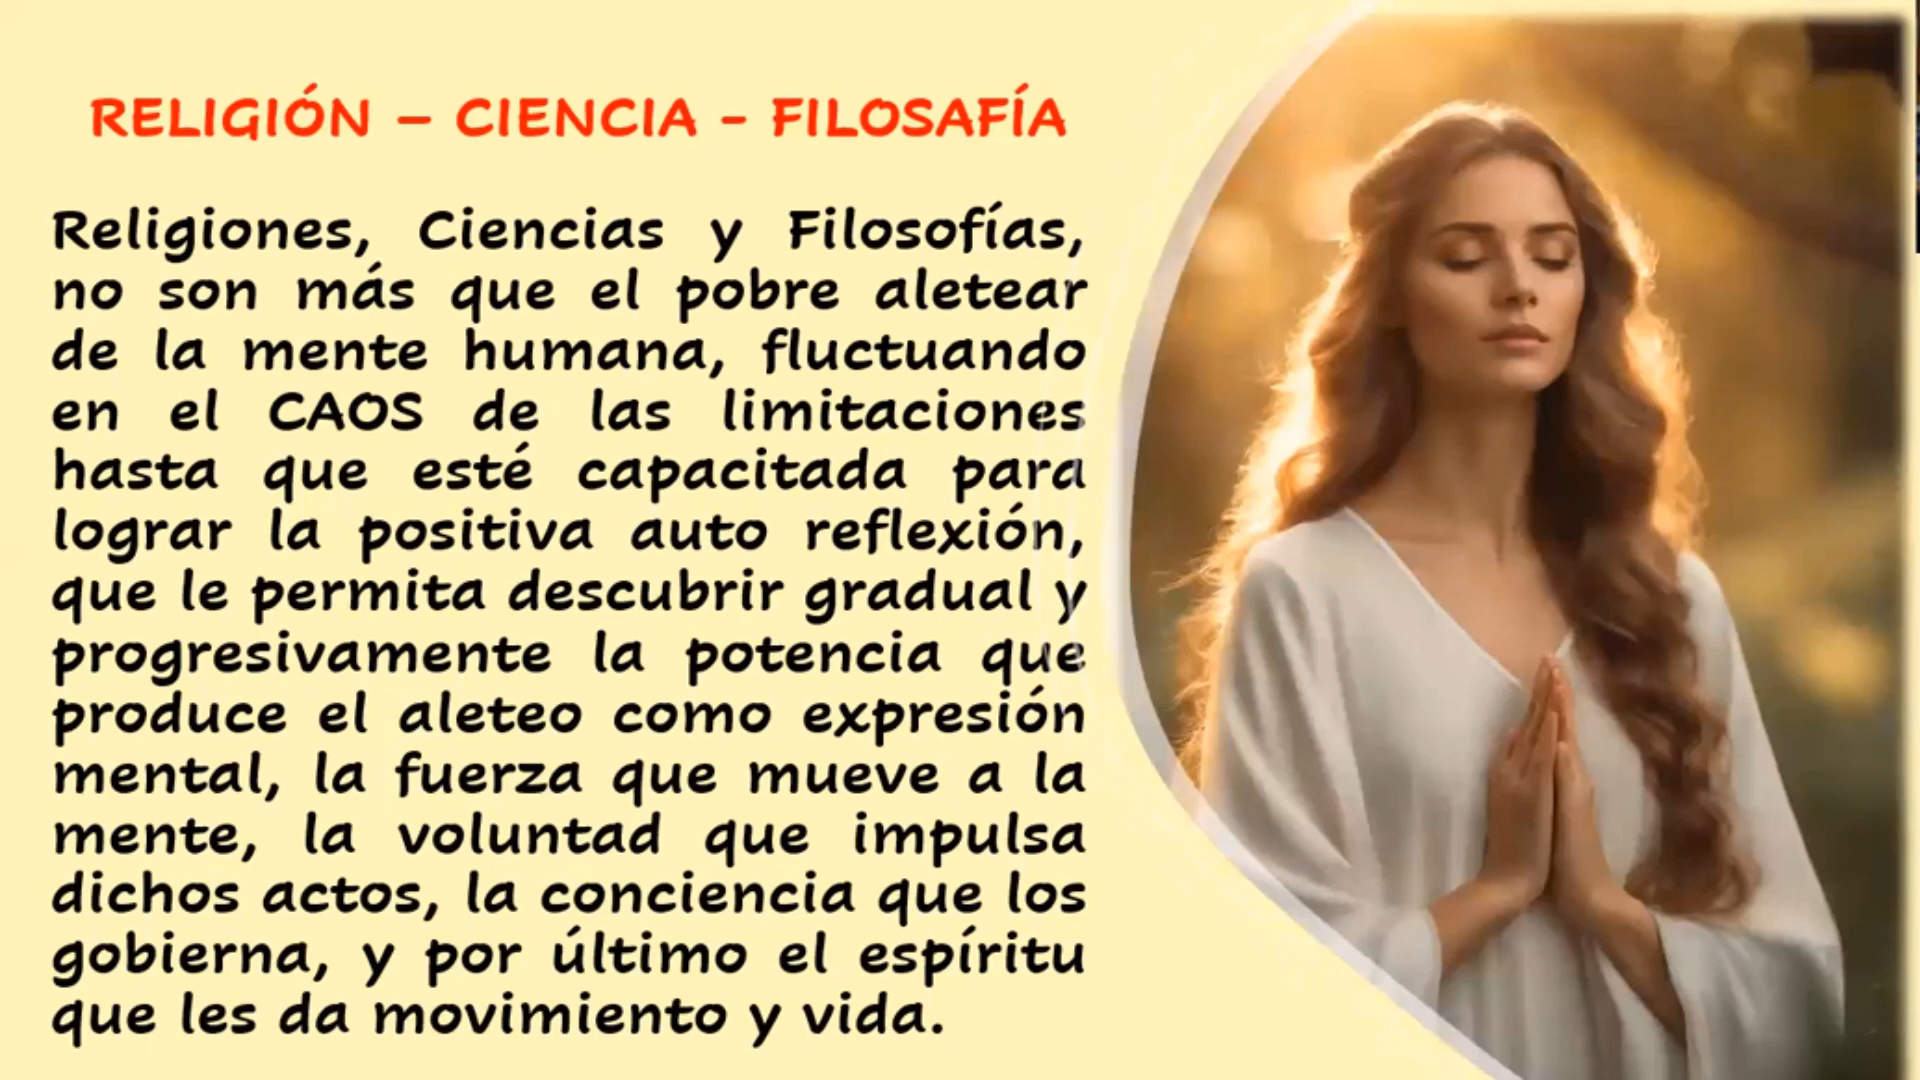 RELIGIÓN – CIENCIA - FILOSAFÍA
Religiones, Ciencias y Filosofías,
no son más que el pobre aletear
de la mente humana, fluctuando
en el CAOS de las limitaciones
hasta que esté capacitada para
lograr la positiva auto reflexión,
que le permita descubrir gradual y
progresivamente la potencia que
produce el aleteo como expresión
mental, la fuerza que mueve a la
mente, la voluntad que impulsa
dichos actos, la conciencia que los
gobierna, y por último el espíritu
que les da movimiento y vida.